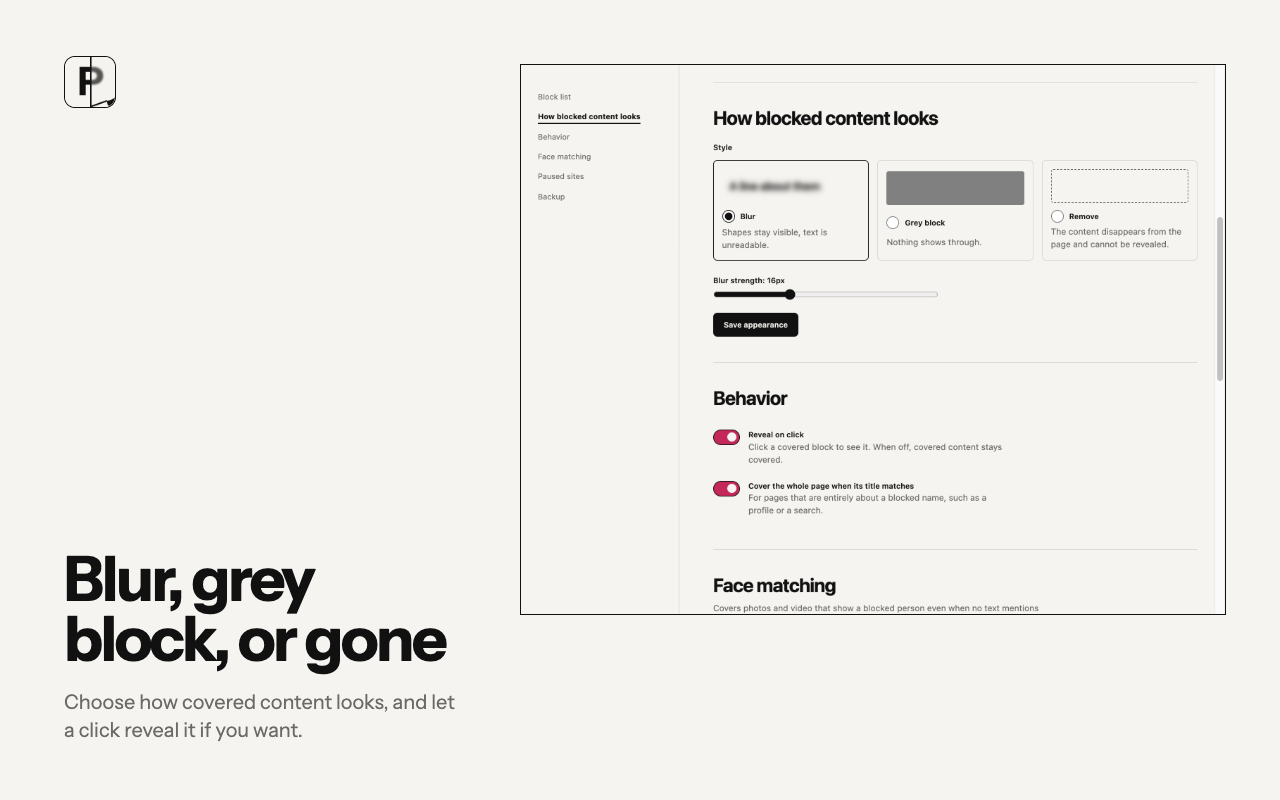 P
Block list
How blocked content looks
Behavior
Face matching
Paused sites
Backup
How blocked content looks
Style
A line about them
Blur
Shapes stay visible, text is
unreadable.
Grey block
Nothing shows through.
Remove
The content disappears from the
page and cannot be revealed.
Blur strength: 16px
Save appearance
Behavior
Reveal on click
Click a covered block to see it. When off, covered content stays
covered.
Cover the whole page when its title matches
For pages that are entirely about a blocked name, such as a
profile or a search.
Face matching
Covers photos and video that show a blocked person even when no text mentions
Blur, grey
block, or gone
Choose how covered content looks, and let
a click reveal it if you want.